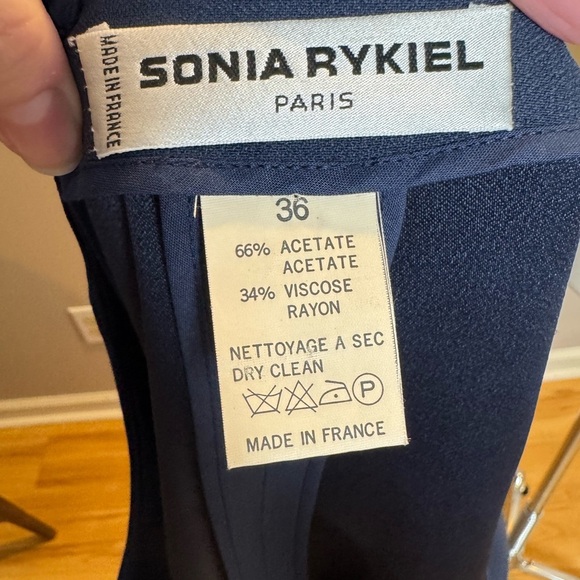 MADE IN FRANCE
SONIA RYKIEL
PARIS
36
66% ACETATE
ACETATE
34% VISCOSE
RAYON
NETTOYAGE A SEC
DRY CLEAN
P
MADE IN FRANCE